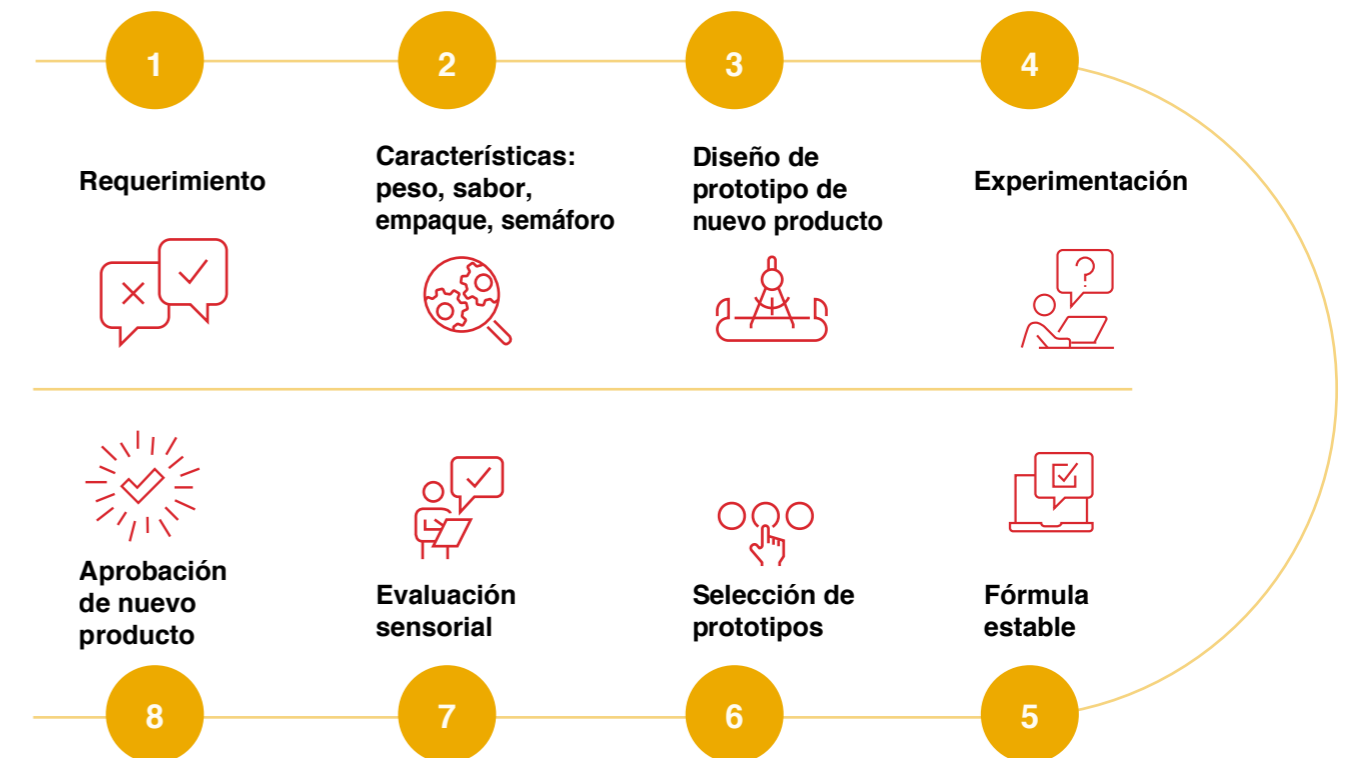 1
Requerimiento
2
Características:
peso, sabor,
empaque, semáforo
3
Diseño de
prototipo de
nuevo producto
4
Experimentación
?
5
Fórmula
estable
6
Selección de
prototipos
7
Evaluación
sensorial
8
Aprobación
de nuevo
producto